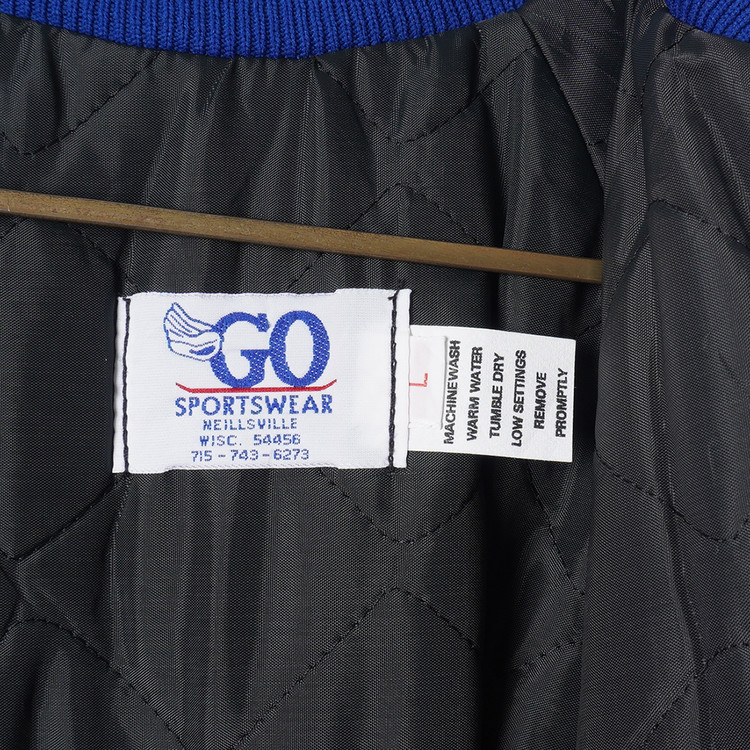 GO
SPORTSWEAR
NEILLSVILLE
WISC. 54456
715-743-6273
L
MACHINE WASH
WARM WATER
TUMBLE DRY
LOW SETTINGS
REMOVE
PROMPTLY